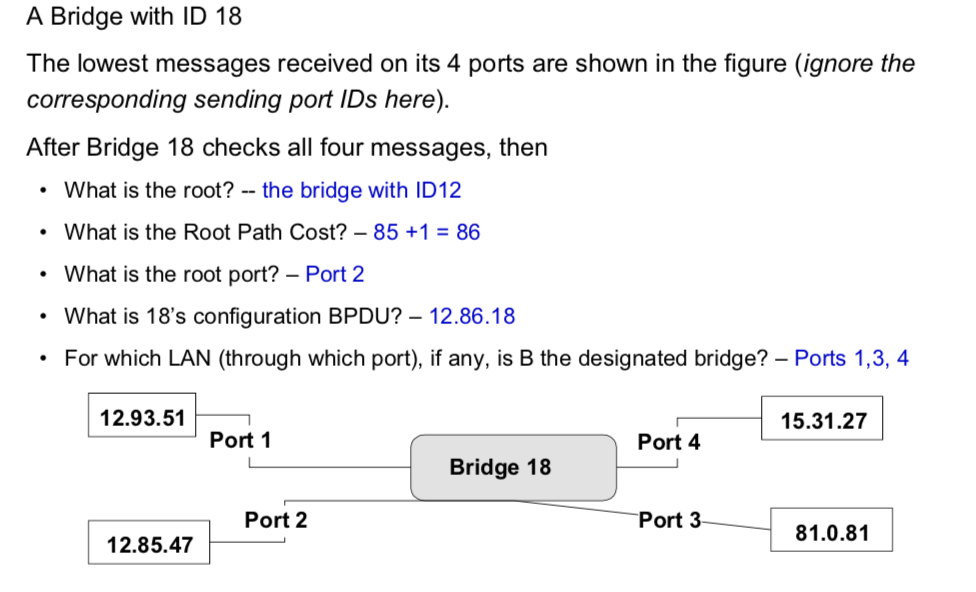 A Bridge with ID 18
The lowest messages received on its 4 ports are shown in the figure (ignore the
corresponding sending port IDs here).
After Bridge 18 checks all four messages, then
• What is the root? -- the bridge with ID12
• What is the Root Path Cost? – 85 +1 = 86
• What is the root port? – Port 2
• What is 18's configuration BPDU? – 12.86.18
• For which LAN (through which port), if any, is B the designated bridge? – Ports 1,3, 4
12.93.51
Port 1
Bridge 18
Port 4
15.31.27
12.85.47
Port 2
Port 3
81.0.81